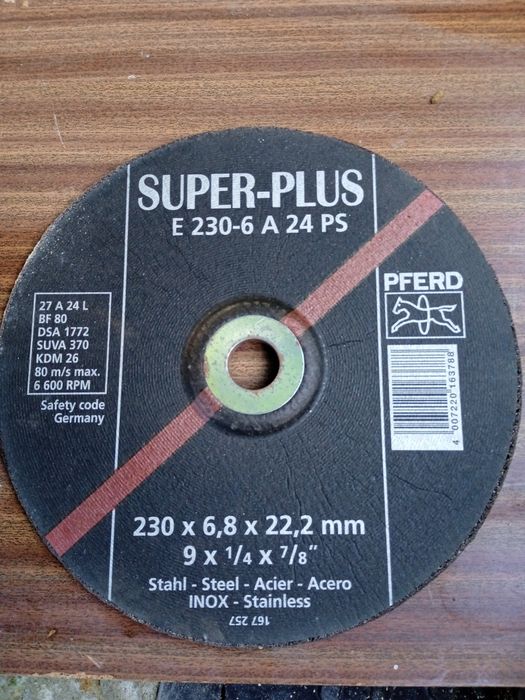 SUPER-PLUS
E 230-6 A 24 PS
PFERD
27 A 24 L
BF 80
DSA 1772
SUVA 370
KDM 26
80 m/s max.
6 600 RPM
Safety code
Germany
4 007220 163788
230 x 6,8 x 22,2 mm
9 x 1/4 x 7/8"
Stahl - Steel - Acier - Acero
INOX - Stainless
167 257